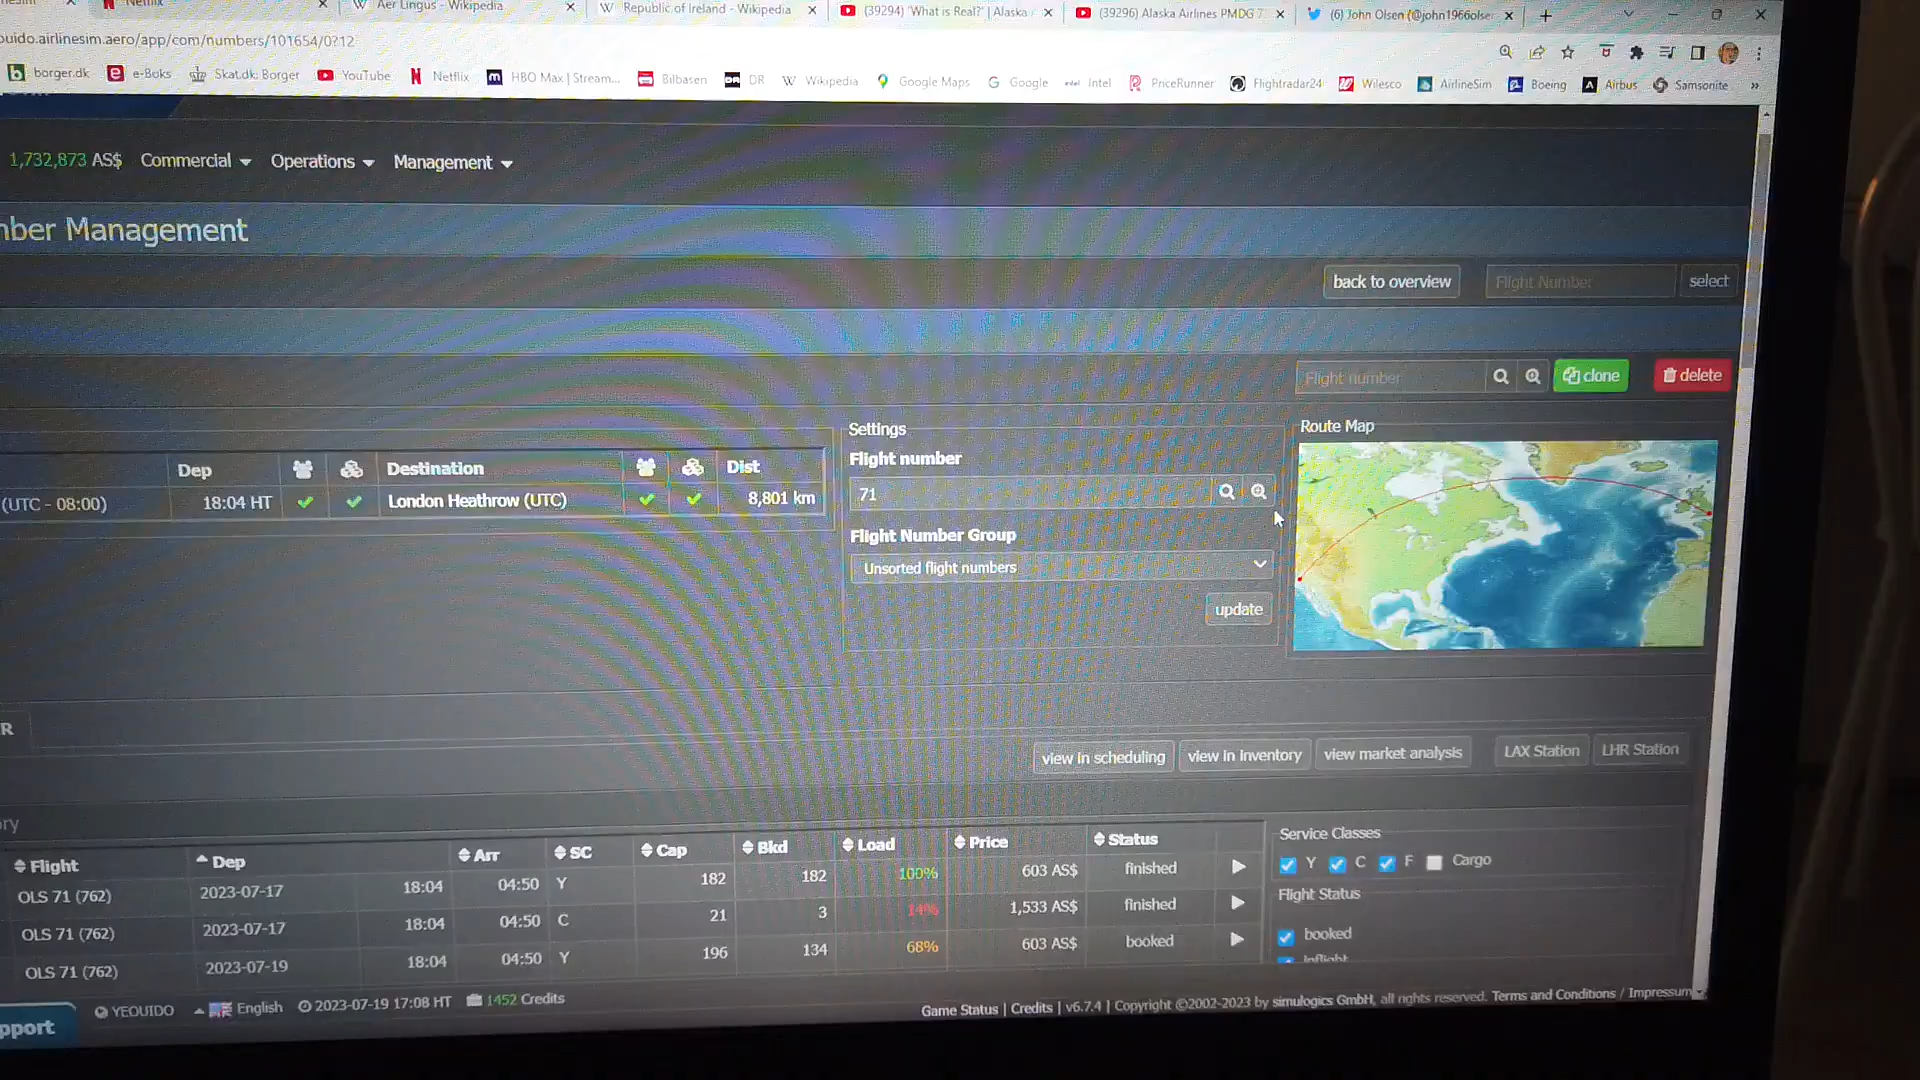 Netflix
Aer Lingus - Wikipedia
Republic of Ireland - Wikipedia
(39294) 'What is Real?' | Alaska
(39296) Alaska Airlines PMDG 7
(6) John Olsen (@john1966olse
ouido.airlinesim.aero/app/com/numbers/101654/0?12
borger.dk e-Boks Skat.dk: Borger YouTube Netflix HBO Max | Stream... Bilbasen DR Wikipedia Google Maps Google Intel PriceRunner Flightradar24 Wilesco AirlineSim Boeing Airbus Samsonite »
1,732,873 AS$ Commercial Operations Management
nber Management
back to overview Flight Number select
Flight number clone delete
Settings Route Map
Dep Destination Dist Flight number
(UTC - 08:00) 18:04 HT London Heathrow (UTC) 8,801 km 71
Flight Number Group
Unsorted flight numbers
update
R
view in scheduling view in inventory view market analysis LAX Station LHR Station
ory
Flight Dep Arr SC Cap Bkd Load Price Status Service Classes
OLS 71 (762) 2023-07-17 18:04 04:50 Y 182 182 100% 603 AS$ finished Y C F Cargo
OLS 71 (762) 2023-07-17 18:04 04:50 C 21 3 14% 1,533 AS$ finished Flight Status
OLS 71 (762) 2023-07-19 18:04 04:50 Y 196 134 68% 603 AS$ booked booked
inflight
pport YEOUIDO English 2023-07-19 17:08 HT 1452 Credits
Game Status | Credits | v6.7.4 | Copyright ©2002-2023 by simulogics GmbH, all rights reserved. Terms and Conditions / Impressum